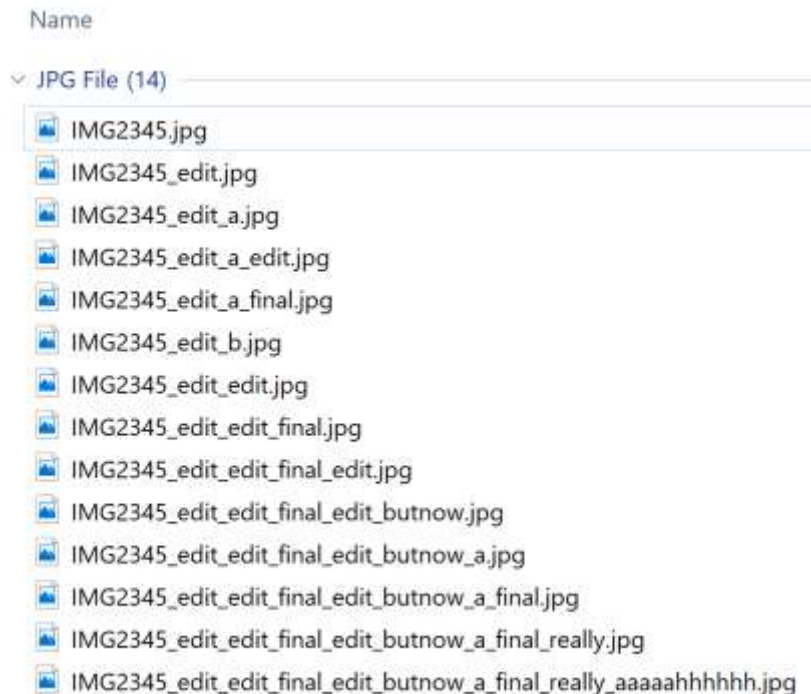 Name
JPG File (14)
IMG2345.jpg
IMG2345_edit.jpg
IMG2345_edit_a.jpg
IMG2345_edit_a_edit.jpg
IMG2345_edit_a_final.jpg
IMG2345_edit_b.jpg
IMG2345_edit_edit.jpg
IMG2345_edit_edit_final.jpg
IMG2345_edit_edit_final_edit.jpg
IMG2345_edit_edit_final_edit_butnow.jpg
IMG2345_edit_edit_final_edit_butnow_a.jpg
IMG2345_edit_edit_final_edit_butnow_a_final.jpg
IMG2345_edit_edit_final_edit_butnow_a_final_really.jpg
IMG2345_edit_edit_final_edit_butnow_a_final_really_aaaaahhhhhh.jpg